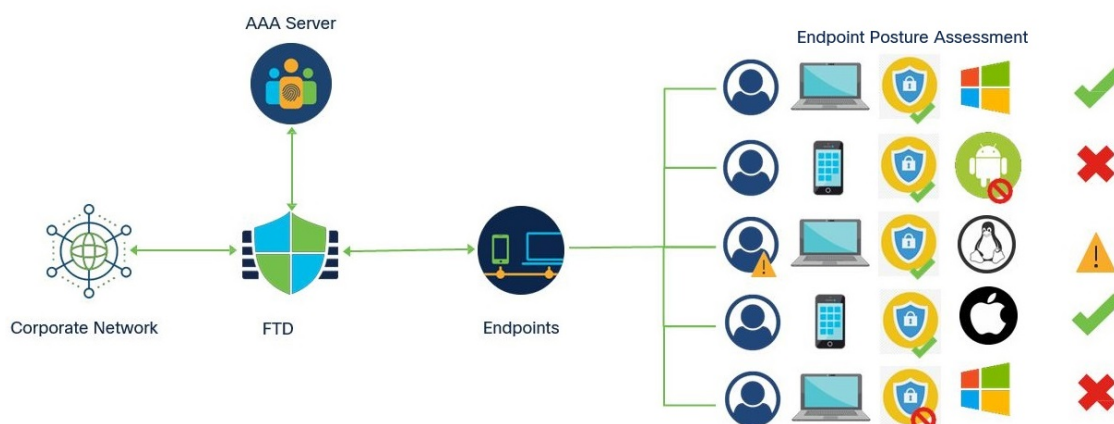 AAA Server
Endpoint Posture Assessment
Corporate Network
FTD
Endpoints